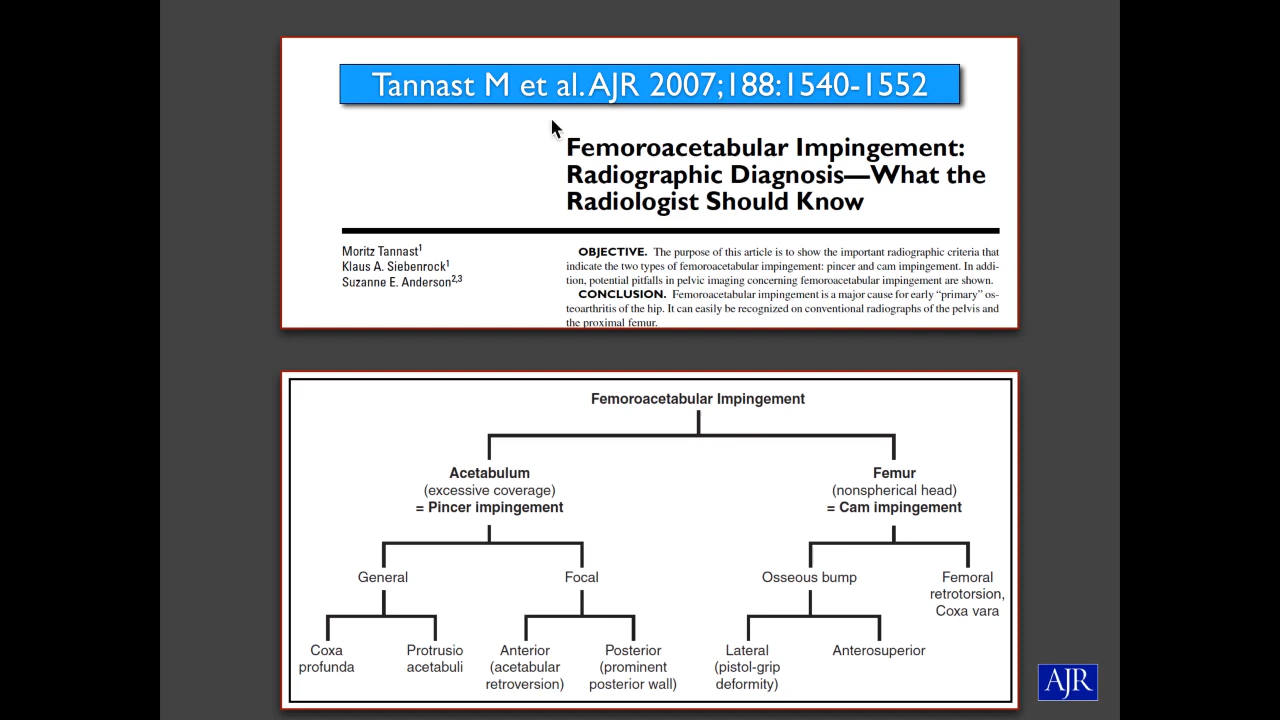 Tannast M et al. AJR 2007;188:1540-1552
Femoroacetabular Impingement:
Radiographic Diagnosis—What the
Radiologist Should Know
Moritz Tannast1
Klaus A. Siebenrock1
Suzanne E. Anderson2,3
OBJECTIVE. The purpose of this article is to show the important radiographic criteria that
indicate the two types of femoroacetabular impingement: pincer and cam impingement. In addi-
tion, potential pitfalls in pelvic imaging concerning femoroacetabular impingement are shown.
CONCLUSION. Femoroacetabular impingement is a major cause for early “primary” os-
teoarthritis of the hip. It can easily be recognized on conventional radiographs of the pelvis and
the proximal femur.
Femoroacetabular Impingement
Acetabulum
(excessive coverage)
= Pincer impingement
Femur
(nonspherical head)
= Cam impingement
General
Focal
Osseous bump
Femoral
retrotorsion,
Coxa vara
Coxa
profunda
Protrusio
acetabuli
Anterior
(acetabular
retroversion)
Posterior
(prominent
posterior wall)
Lateral
(pistol-grip
deformity)
Anterosuperior
AJR